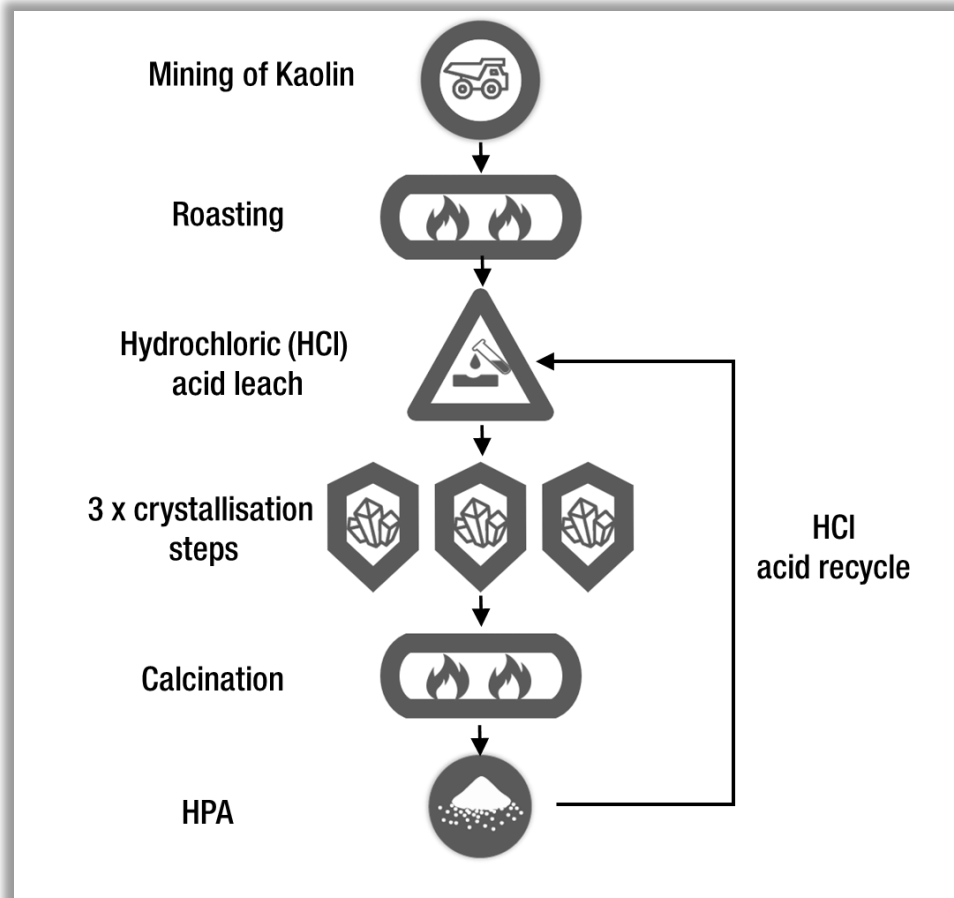 Mining of Kaolin
Roasting
Hydrochloric (HCl)
acid leach
3 x crystallisation
steps
HCl
acid recycle
Calcination
HPA